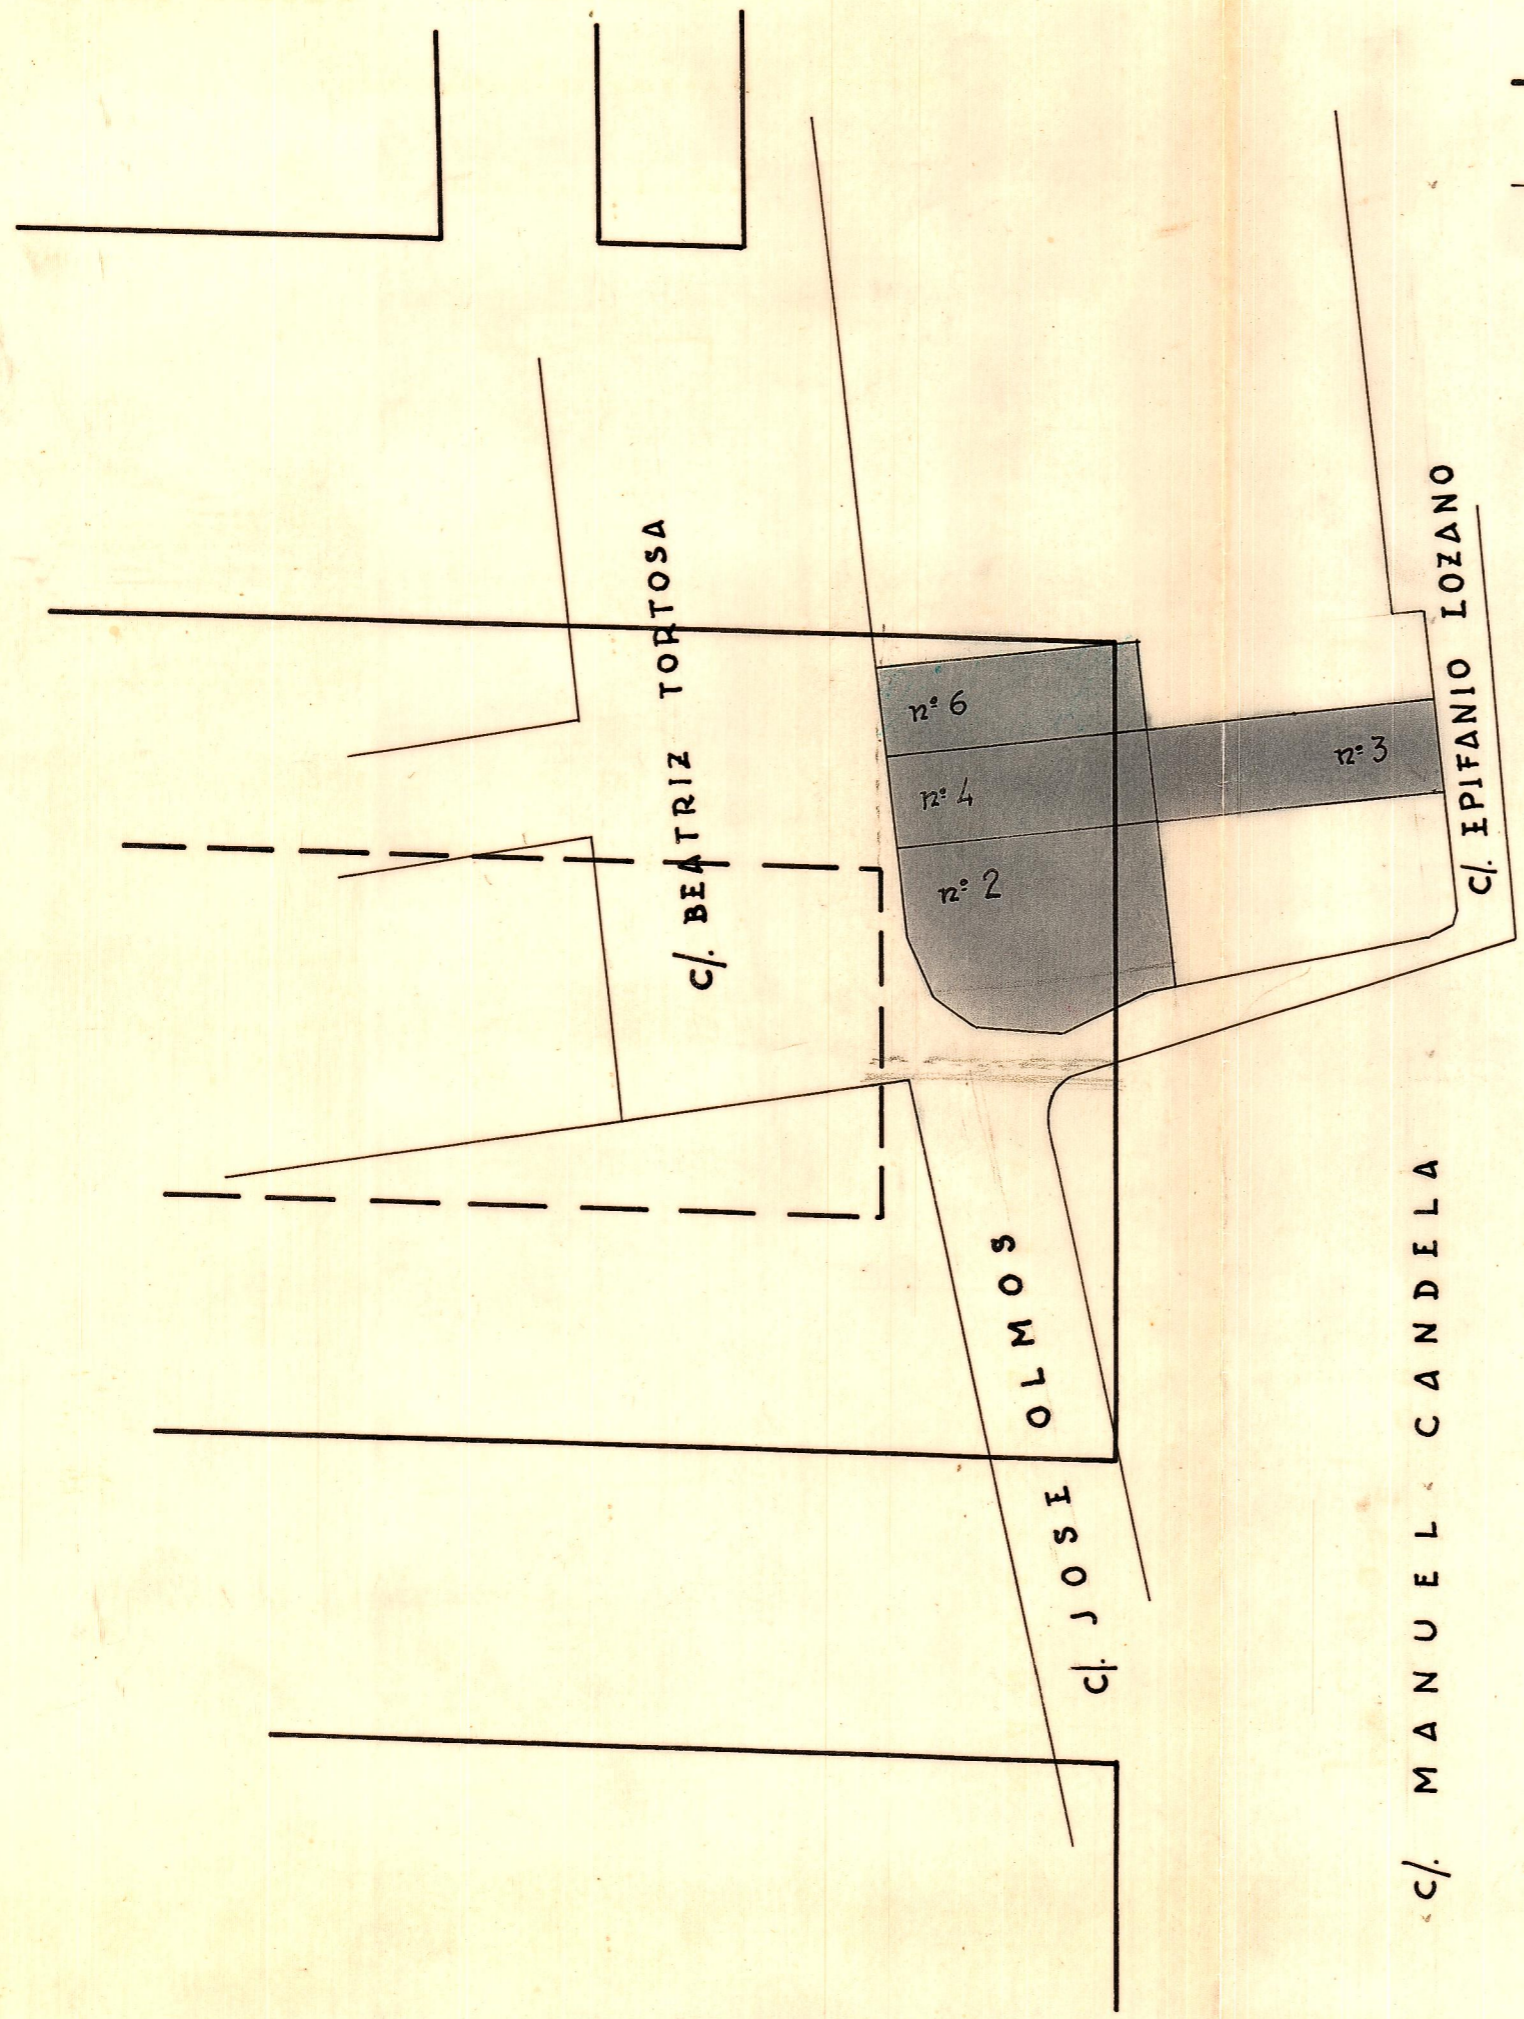 C/. BEATRIZ TORTOSA
nº 6
nº 4
nº 2
nº 3
C/. EPIFANIO LOZANO
C/. JOSE OLMOS
C/. MANUEL CANDELA